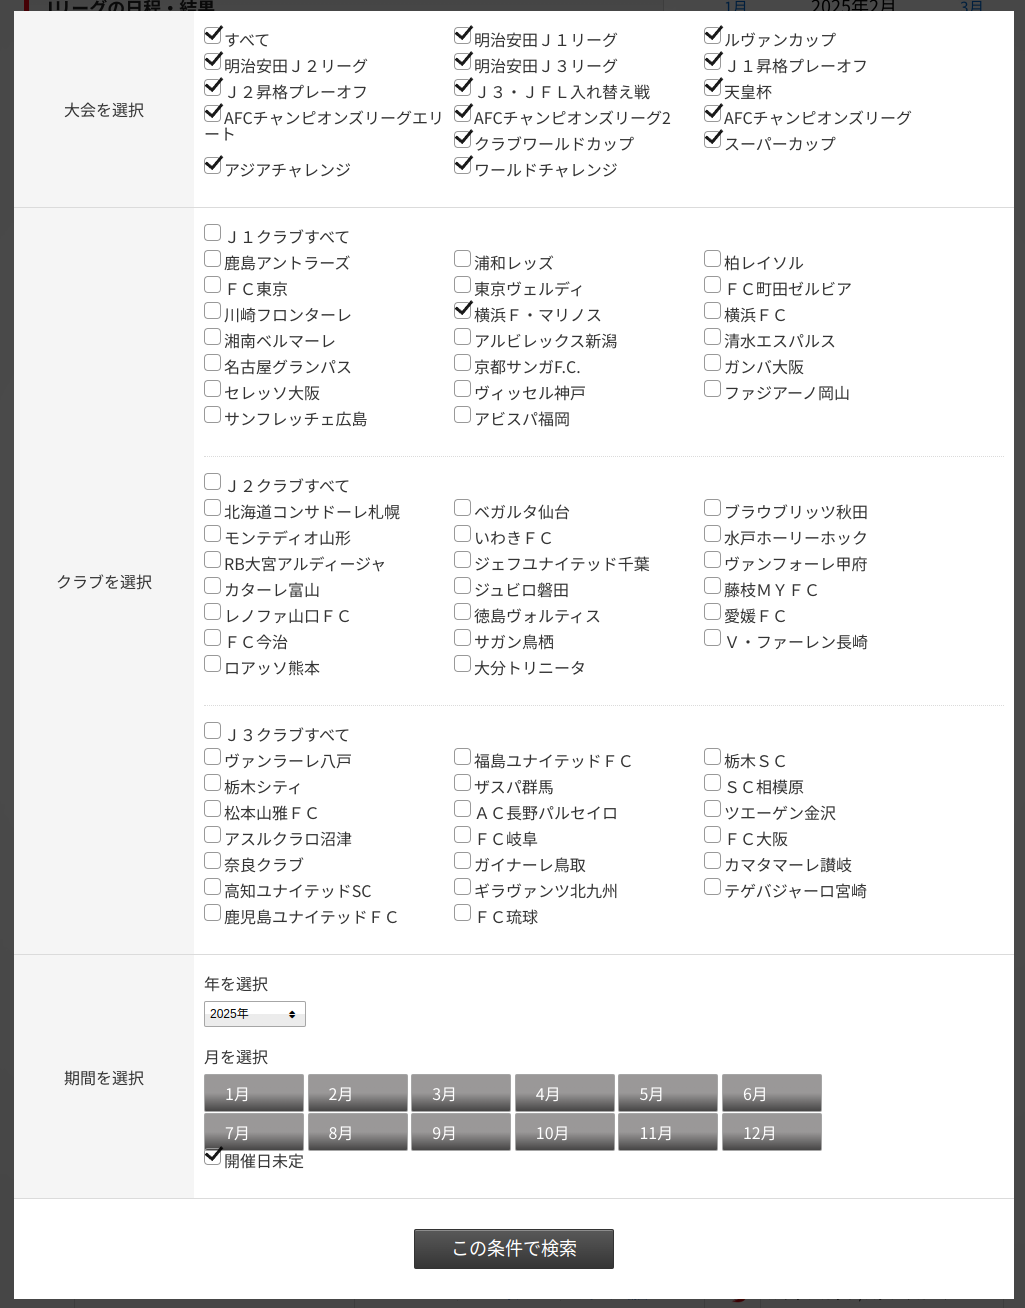 Jリーグの日程・結果
1月
2025年2月
3月
大会を選択
すべて
明治安田Ｊ１リーグ
ルヴァンカップ
明治安田Ｊ２リーグ
明治安田Ｊ３リーグ
Ｊ１昇格プレーオフ
Ｊ２昇格プレーオフ
Ｊ３・ＪＦＬ入れ替え戦
天皇杯
AFCチャンピオンズリーグエリ
ート
AFCチャンピオンズリーグ2
AFCチャンピオンズリーグ
クラブワールドカップ
スーパーカップ
アジアチャレンジ
ワールドチャレンジ
クラブを選択
Ｊ１クラブすべて
鹿島アントラーズ
浦和レッズ
柏レイソル
ＦＣ東京
東京ヴェルディ
ＦＣ町田ゼルビア
川崎フロンターレ
横浜Ｆ・マリノス
横浜ＦＣ
湘南ベルマーレ
アルビレックス新潟
清水エスパルス
名古屋グランパス
京都サンガF.C.
ガンバ大阪
セレッソ大阪
ヴィッセル神戸
ファジアーノ岡山
サンフレッチェ広島
アビスパ福岡
Ｊ２クラブすべて
北海道コンサドーレ札幌
ベガルタ仙台
ブラウブリッツ秋田
モンテディオ山形
いわきＦＣ
水戸ホーリーホック
RB大宮アルディージャ
ジェフユナイテッド千葉
ヴァンフォーレ甲府
カターレ富山
ジュビロ磐田
藤枝ＭＹＦＣ
レノファ山口ＦＣ
徳島ヴォルティス
愛媛ＦＣ
ＦＣ今治
サガン鳥栖
Ｖ・ファーレン長崎
ロアッソ熊本
大分トリニータ
Ｊ３クラブすべて
ヴァンラーレ八戸
福島ユナイテッドＦＣ
栃木ＳＣ
栃木シティ
ザスパ群馬
ＳＣ相模原
松本山雅ＦＣ
ＡＣ長野パルセイロ
ツエーゲン金沢
アスルクラロ沼津
ＦＣ岐阜
ＦＣ大阪
奈良クラブ
ガイナーレ鳥取
カマタマーレ讃岐
高知ユナイテッドSC
ギラヴァンツ北九州
テゲバジャーロ宮崎
鹿児島ユナイテッドＦＣ
ＦＣ琉球
期間を選択
年を選択
2025年
月を選択
1月
2月
3月
4月
5月
6月
7月
8月
9月
10月
11月
12月
開催日未定
この条件で検索